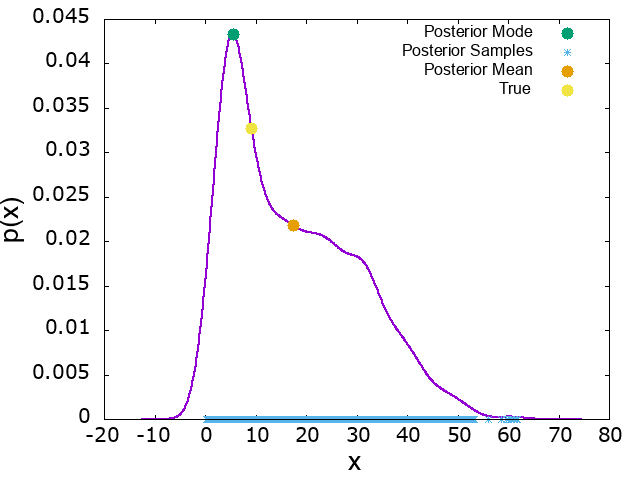 0.045
0.04
0.035
0.03
0.025
0.02
0.015
0.01
0.005
0
p(x)
Posterior Mode
Posterior Samples
Posterior Mean
True
-20 -10 0 10 20 30 40 50 60 70 80
x